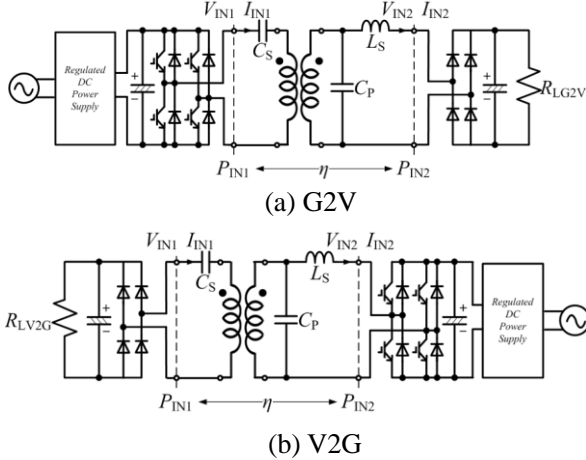 V_IN1 I_IN1 V_IN2 I_IN2
C_S L_S
Regulated
DC
Power
Supply
+
−
C_P
+
−
R_LG2V
P_IN1 η P_IN2
(a) G2V
V_IN1 I_IN1 V_IN2 I_IN2
C_S L_S
R_LV2G
+
−
C_P
+
−
Regulated
DC
Power
Supply
P_IN1 η P_IN2
(b) V2G